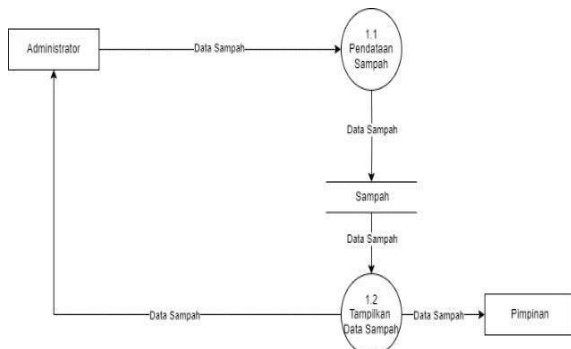 Administrator
Data Sampah
1.1
Pendataan
Sampah
Data Sampah
Sampah
Data Sampah
1.2
Tampilkan
Data Sampah
Data Sampah
Data Sampah
Pimpinan